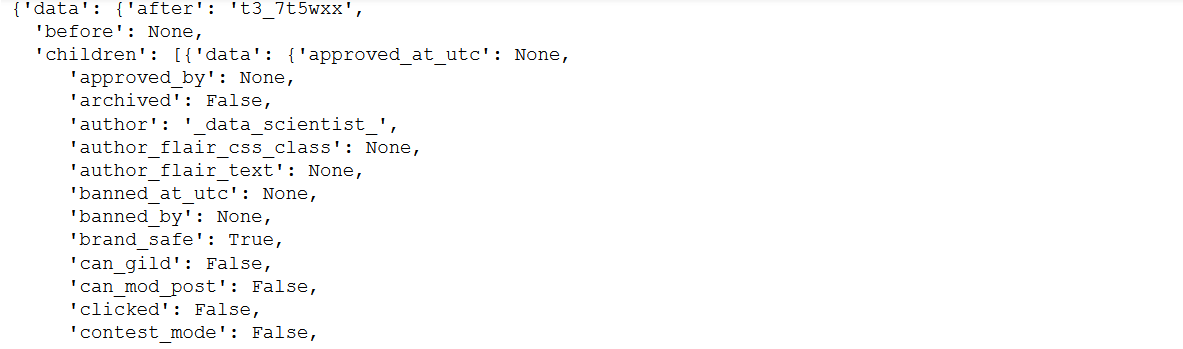 {'data': {'after': 't3_7t5wxx',
'before': None,
'children': [{'data': {'approved_at_utc': None,
'approved_by': None,
'archived': False,
'author': '_data_scientist_',
'author_flair_css_class': None,
'author_flair_text': None,
'banned_at_utc': None,
'banned_by': None,
'brand_safe': True,
'can_gild': False,
'can_mod_post': False,
'clicked': False,
'contest_mode': False,